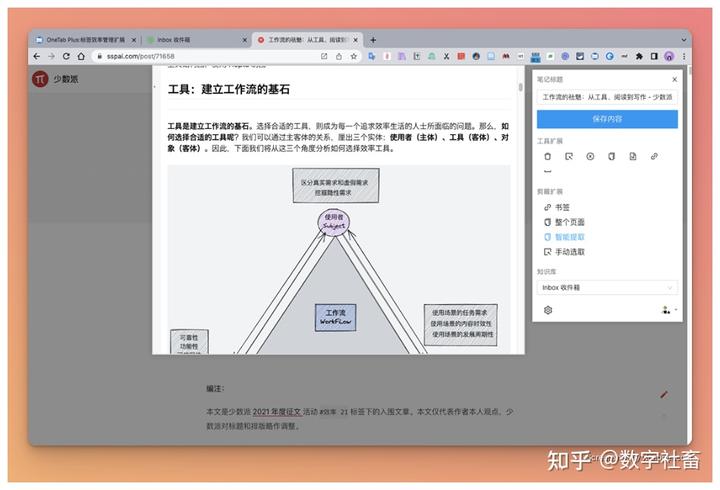 OneTab Plus:标签效率管理扩展
Inbox 收件箱
工作流的祛魅:从工具、阅读到
sspai.com/post/71658
少数派
工具:建立工作流的基石
工具是建立工作流的基石。选择合适的工具,则成为每一个追求效率生活的人士所面临的问题。那么,如
何选择合适的工具呢?我们可以通过主客体的关系,厘出三个实体:使用者(主体)、工具(客体)、对
象(客体)。因此,下面我们将从这三个角度分析如何选择效率工具。
区分真实需求和虚假需求
挖掘隐性需求
使用者
Subject
工作流
WorkFlow
使用场景的任务需求
使用场景的内容时效性
使用场景的发展周期性
可靠性
功能性
笔记标题
工作流的祛魅:从工具、阅读到写作 - 少数派
保存内容
工具扩展
剪藏扩展
书签
整个页面
智能提取
手动选取
知识库
Inbox 收件箱
编注:
本文是少数派 2021 年度征文活动 #效率 21 标签下的入围文章。本文仅代表作者本人观点,少
数派对标题和排版略作调整。
知乎 @数字社畜